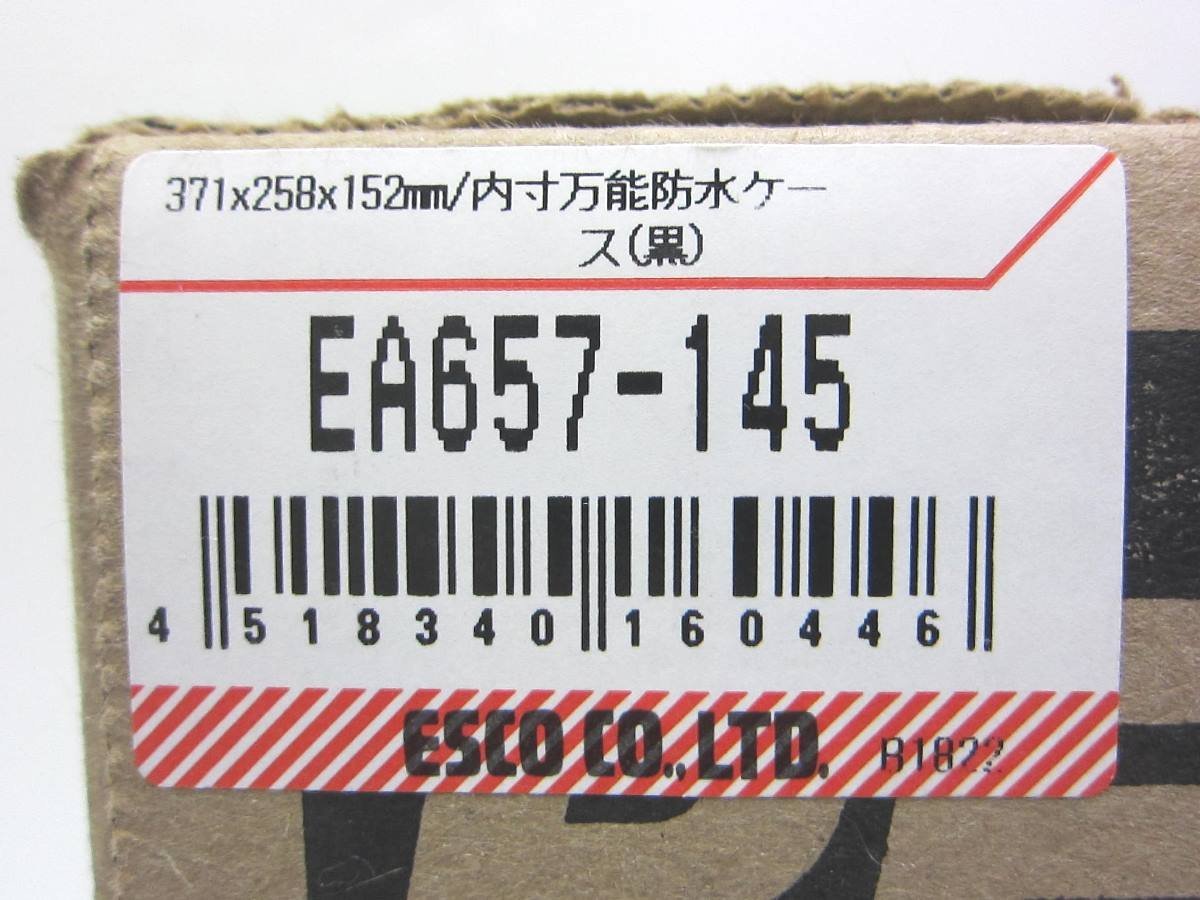 371x258x152mm/内寸万能防水ケー
ス(黒)
EA657-145
4 518340 160446
ESCO CO.,LTD. B1822